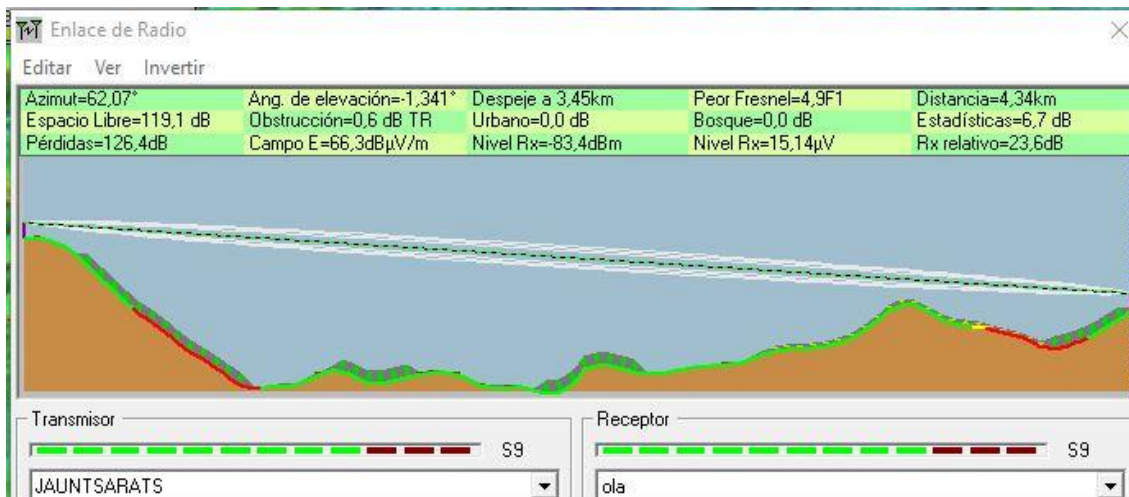 Enlace de Radio
Editar Ver Invertir
Azimut=62,07° Ang. de elevación=-1,341° Despeje a 3,45km Peor Fresnel=4,9F1 Distancia=4,34km
Espacio Libre=119,1 dB Obstrucción=0,6 dB TR Urbano=0,0 dB Bosque=0,0 dB Estadísticas=6,7 dB
Pérdidas=126,4dB Campo E=66,3dBµV/m Nivel Rx=-83,4dBm Nivel Rx=15,14µV Rx relativo=23,6dB
Transmisor Receptor
S9 S9
JAUNTSARATS ola